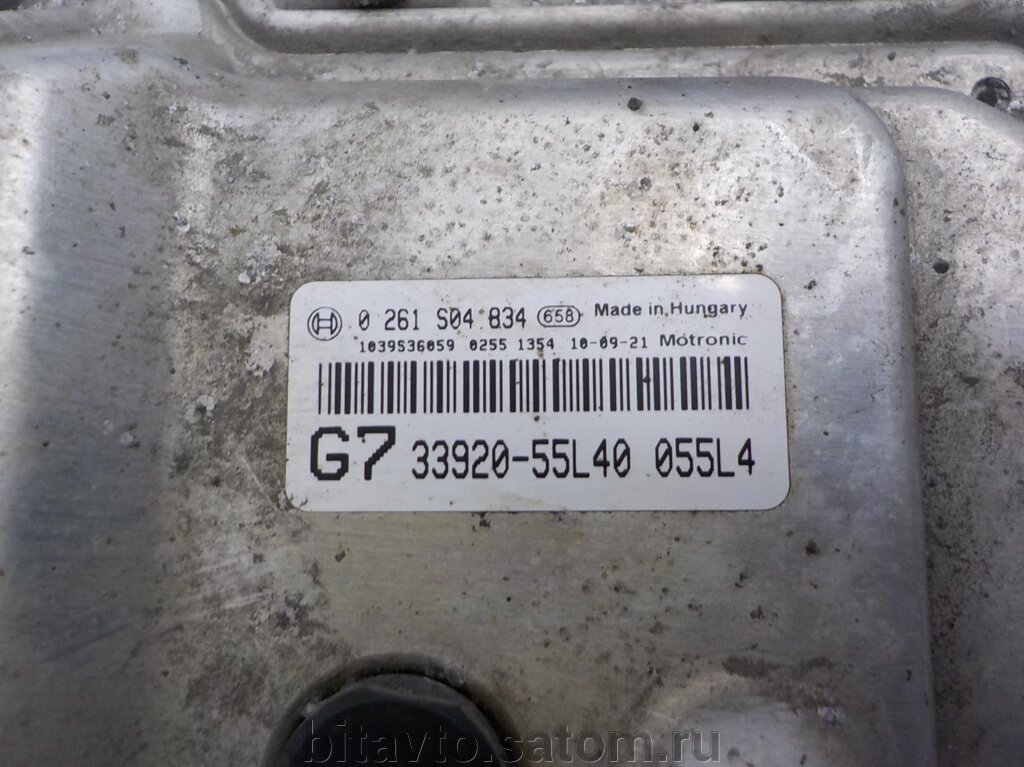 0 261 S04 834 658 Made in Hungary
1039S36059 0255 1354 10-09-21 Motronic
G7 33920-55L40 055L4
bitavto.satom.ru